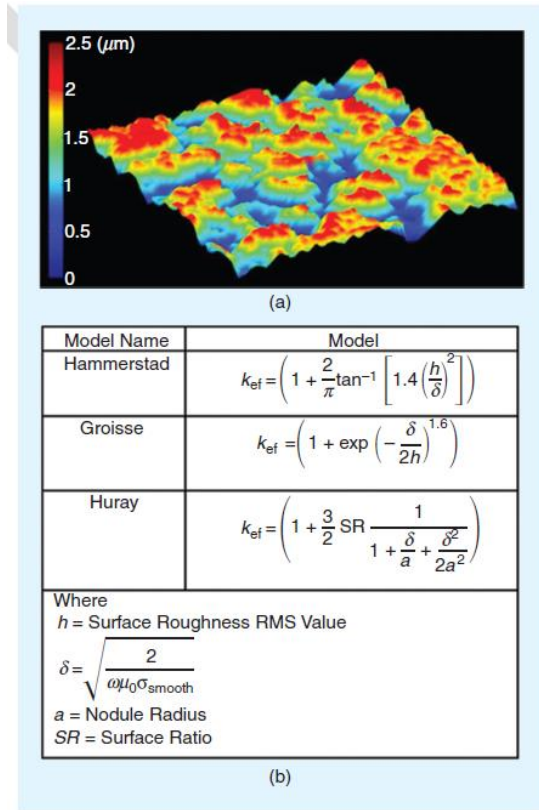 2.5 (μm)
2
1.5
1
0.5
0
(a)
Model Name Model
Hammerstad k_ef = (1 + 2/π tan⁻¹ [1.4 (h/δ)²])
Groisse k_ef = (1 + exp (−δ/2h)^1.6)
Huray k_ef = (1 + 3/2 SR 1/(1 + δ/a + δ²/2a²))
Where
h = Surface Roughness RMS Value
δ = √(2/ωμ₀σ_smooth)
a = Nodule Radius
SR = Surface Ratio
(b)